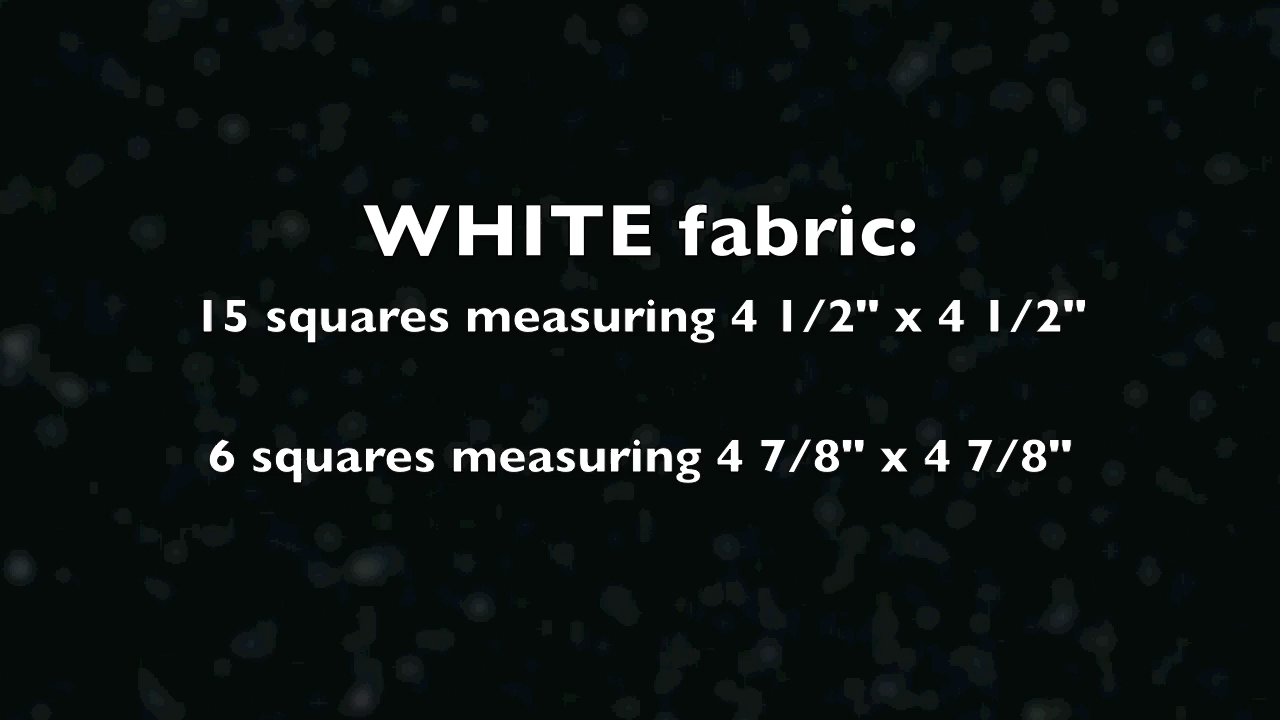 WHITE fabric:
15 squares measuring 4 1/2" x 4 1/2"
6 squares measuring 4 7/8" x 4 7/8"